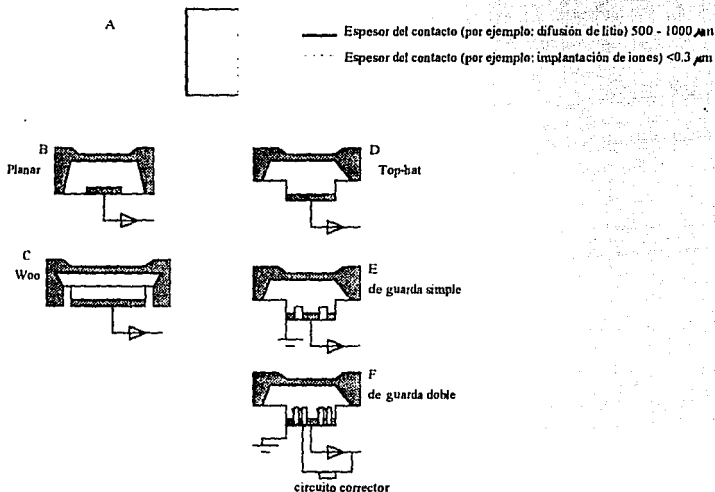 A
Espesor del contacto (por ejemplo: difusión de litio) 500 - 1000 μm
Espesor del contacto (por ejemplo: implantación de iones) <0.3 μm
B
Planar
D
Top-hat
C
Woo
E
de guarda simple
F
de guarda doble
circuito corrector